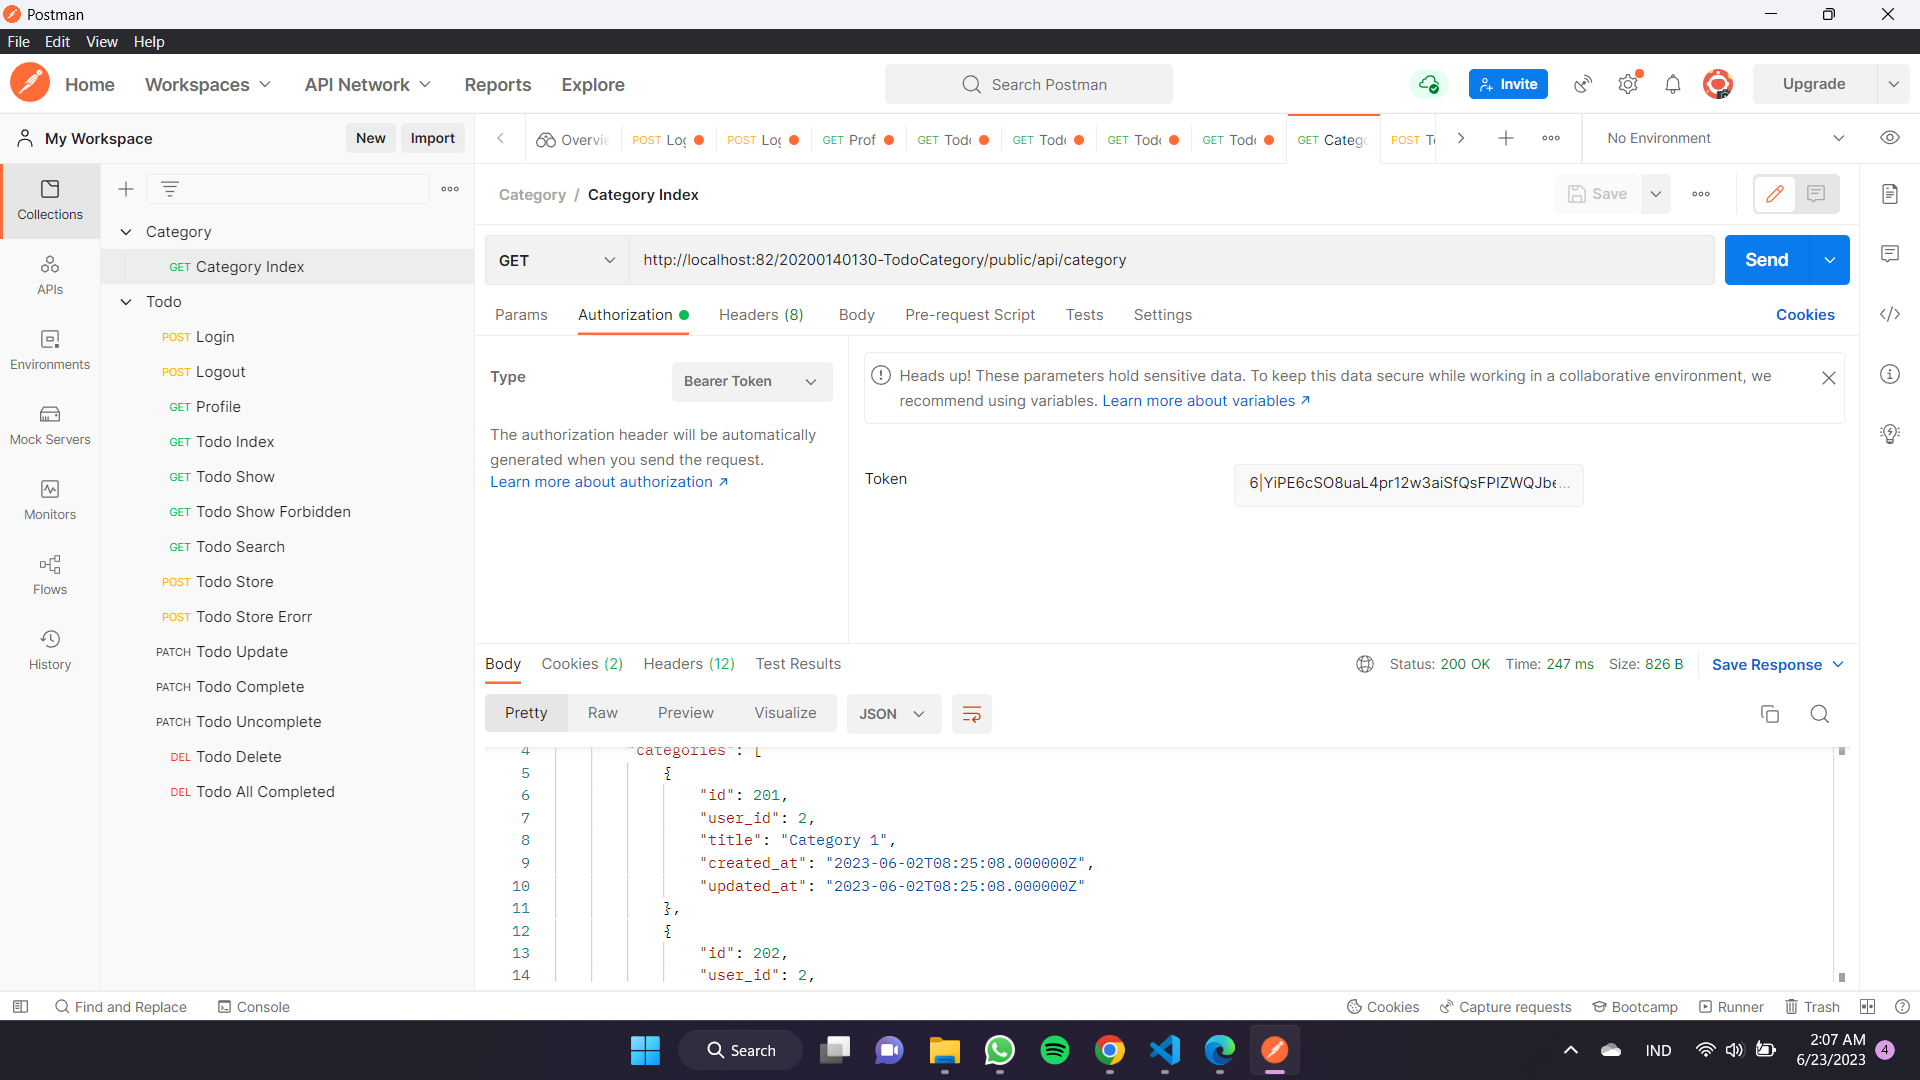 Postman
File Edit View Help
Home Workspaces API Network Reports Explore Search Postman Invite Upgrade
My Workspace New Import
Overvie POST Log POST Log GET Prof GET Todo GET Todo GET Todo GET Todo GET Catego POST To No Environment
Collections
APIs
Environments
Mock Servers
Monitors
Flows
History
Category
GET Category Index
Todo
POST Login
POST Logout
GET Profile
GET Todo Index
GET Todo Show
GET Todo Show Forbidden
GET Todo Search
POST Todo Store
POST Todo Store Erorr
PATCH Todo Update
PATCH Todo Complete
PATCH Todo Uncomplete
DEL Todo Delete
DEL Todo All Completed
Category / Category Index Save
GET http://localhost:82/20200140130-TodoCategory/public/api/category Send
Params Authorization Headers (8) Body Pre-request Script Tests Settings Cookies
Type Bearer Token
The authorization header will be automatically
generated when you send the request.
Learn more about authorization ↗
Heads up! These parameters hold sensitive data. To keep this data secure while working in a collaborative environment, we
recommend using variables. Learn more about variables ↗
Token 6|YiPE6cSO8uaL4pr12w3aiSfQsFPIZWQJbe...
Body Cookies (2) Headers (12) Test Results Status: 200 OK Time: 247 ms Size: 826 B Save Response
Pretty Raw Preview Visualize JSON
4 "categories": [
5 {
6 "id": 201,
7 "user_id": 2,
8 "title": "Category 1",
9 "created_at": "2023-06-02T08:25:08.000000Z",
10 "updated_at": "2023-06-02T08:25:08.000000Z"
11 },
12 {
13 "id": 202,
14 "user_id": 2,
Find and Replace Console Cookies Capture requests Bootcamp Runner Trash
Search IND 2:07 AM 4
6/23/2023